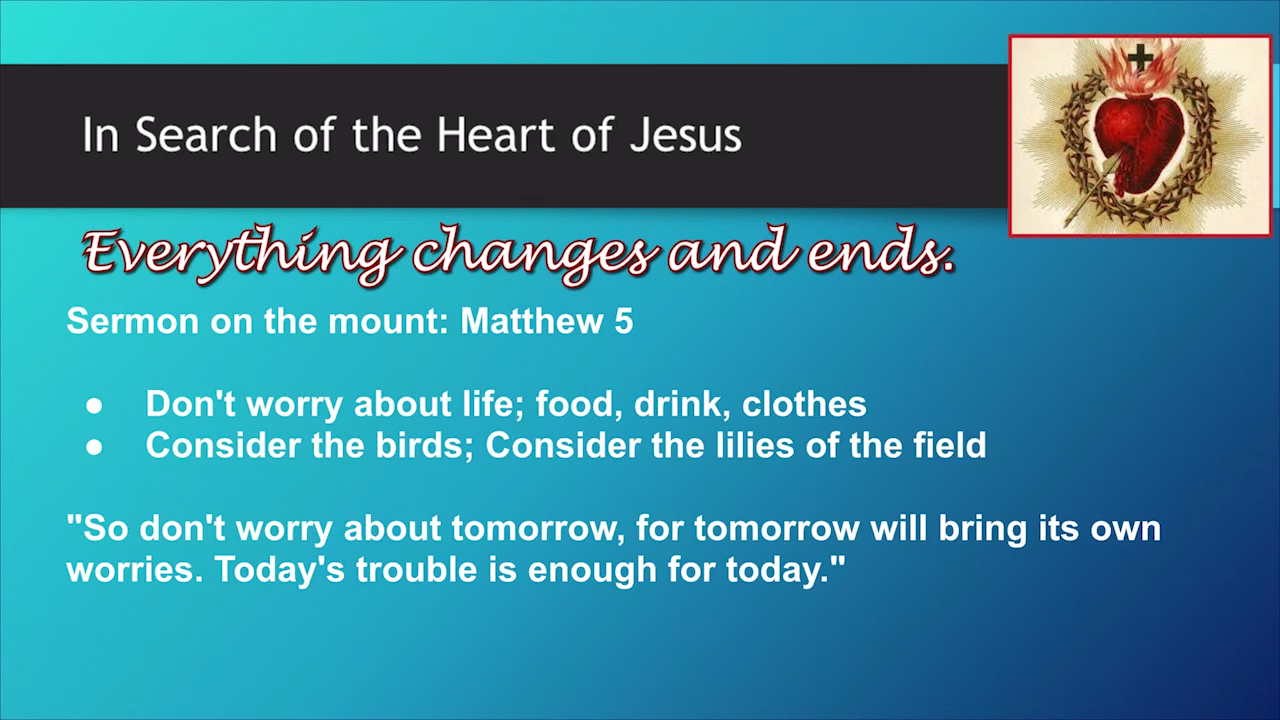 In Search of the Heart of Jesus
Everything changes and ends.
Sermon on the mount: Matthew 5
● Don't worry about life; food, drink, clothes
● Consider the birds; Consider the lilies of the field
"So don't worry about tomorrow, for tomorrow will bring its own
worries. Today's trouble is enough for today."